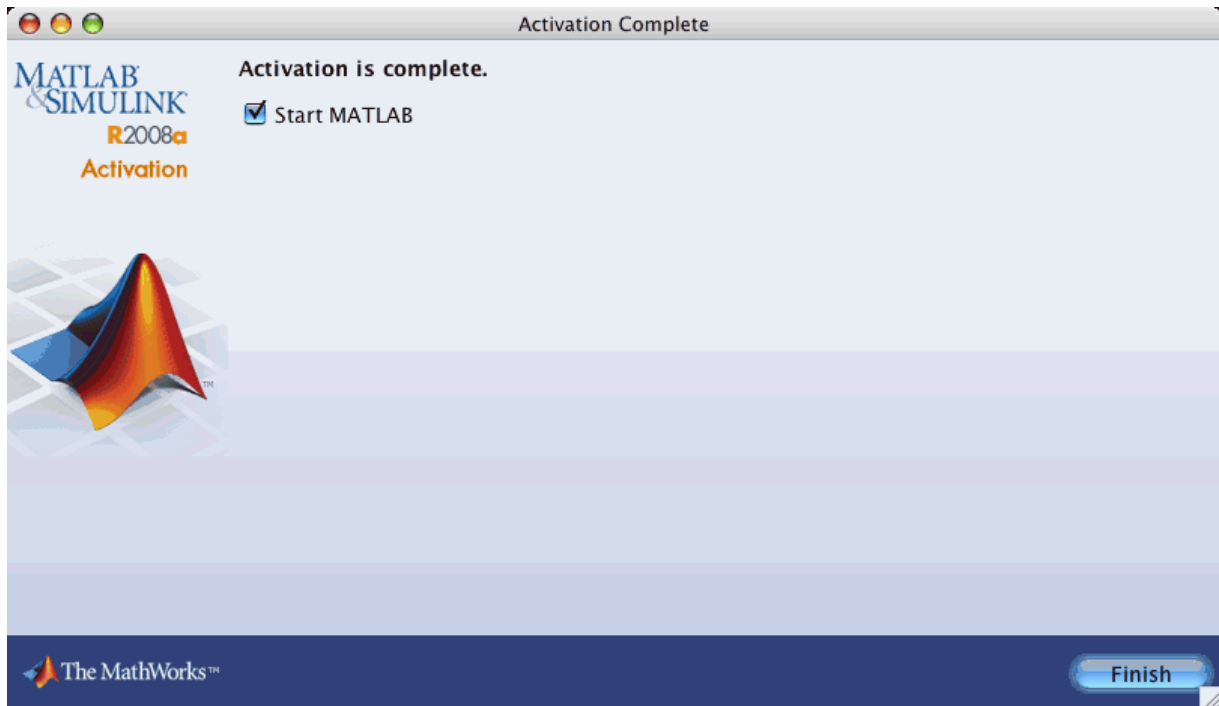 Activation Complete
MATLAB
&SIMULINK
R2008a
Activation
Activation is complete.
Start MATLAB
TM
The MathWorks™
Finish